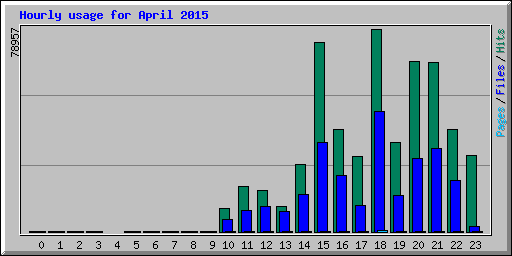 Hourly usage for April 2015
78957
Pages / Files / Hits
0 1 2 3 4 5 6 7 8 9 10 11 12 13 14 15 16 17 18 19 20 21 22 23